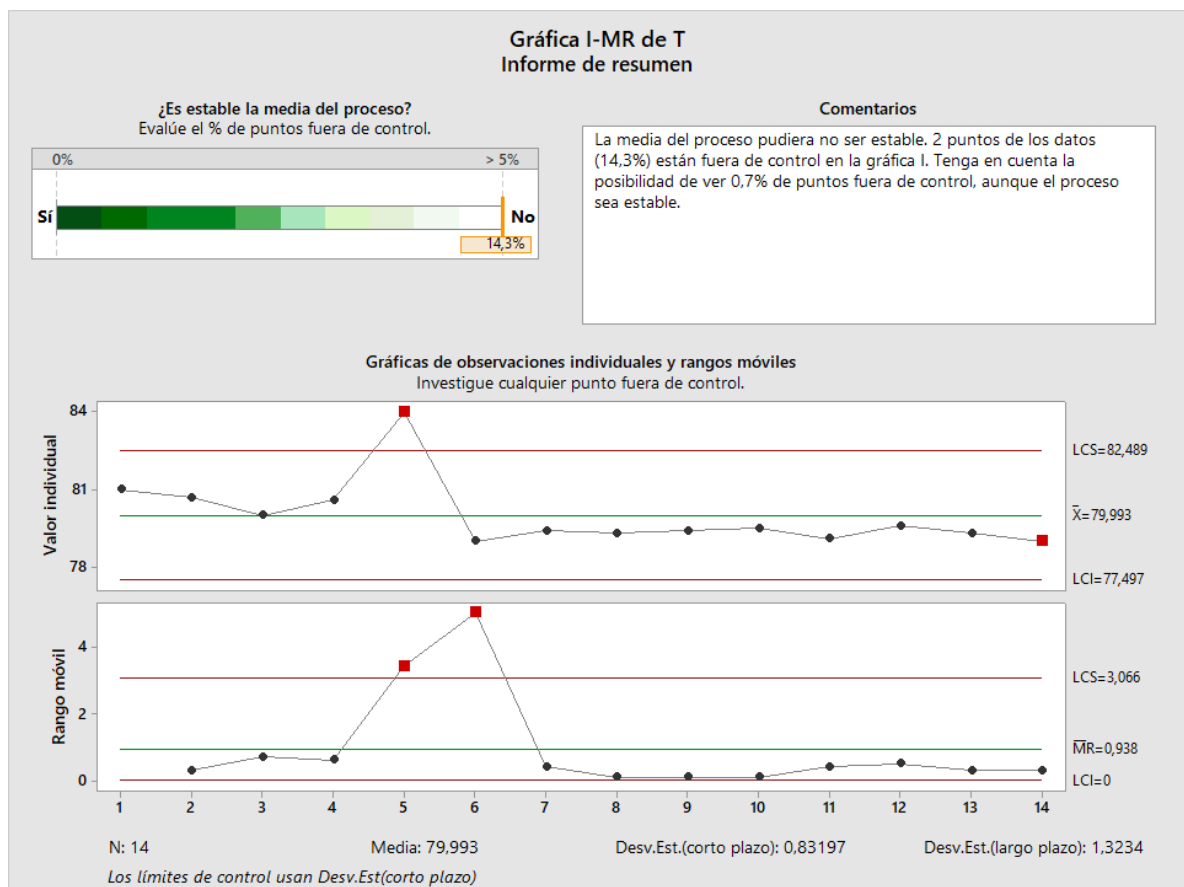 Gráfica I-MR de T
Informe de resumen
¿Es estable la media del proceso?
Evalúe el % de puntos fuera de control.
0%
> 5%
Sí
No
14,3%
Comentarios
La media del proceso pudiera no ser estable. 2 puntos de los datos
(14,3%) están fuera de control en la gráfica I. Tenga en cuenta la
posibilidad de ver 0,7% de puntos fuera de control, aunque el proceso
sea estable.
Gráficas de observaciones individuales y rangos móviles
Investigue cualquier punto fuera de control.
Valor individual
84
81
78
LCS=82,489
X̄=79,993
LCI=77,497
Rango móvil
4
2
0
LCS=3,066
M̄R̄=0,938
LCI=0
1 2 3 4 5 6 7 8 9 10 11 12 13 14
N: 14 Media: 79,993 Desv.Est.(corto plazo): 0,83197 Desv.Est.(largo plazo): 1,3234
Los límites de control usan Desv.Est(corto plazo)